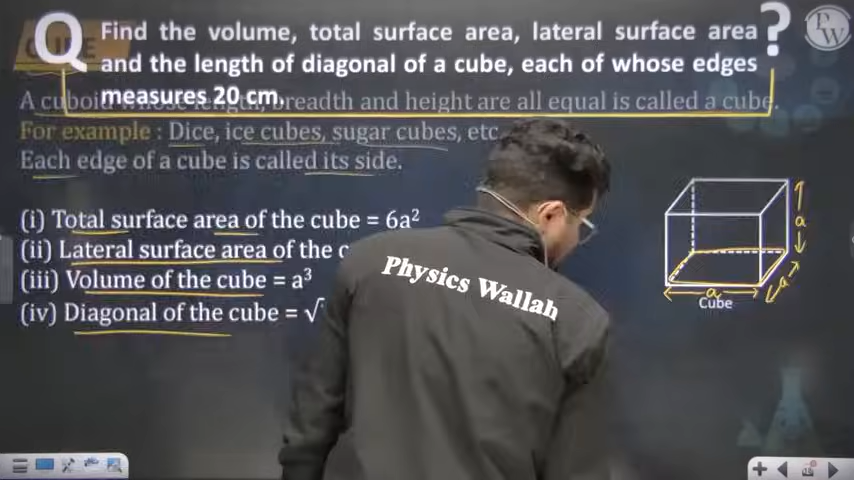 Q Find the volume, total surface area, lateral surface area ?
and the length of diagonal of a cube, each of whose edges
measures 20 cm.
A cuboid whose length, breadth and height are all equal is called a cube.
For example : Dice, ice cubes, sugar cubes, etc
Each edge of a cube is called its side.
(i) Total surface area of the cube = 6a²
(ii) Lateral surface area of the c
(iii) Volume of the cube = a³
(iv) Diagonal of the cube = √
Physics Wallah
a
a
a
Cube
PW